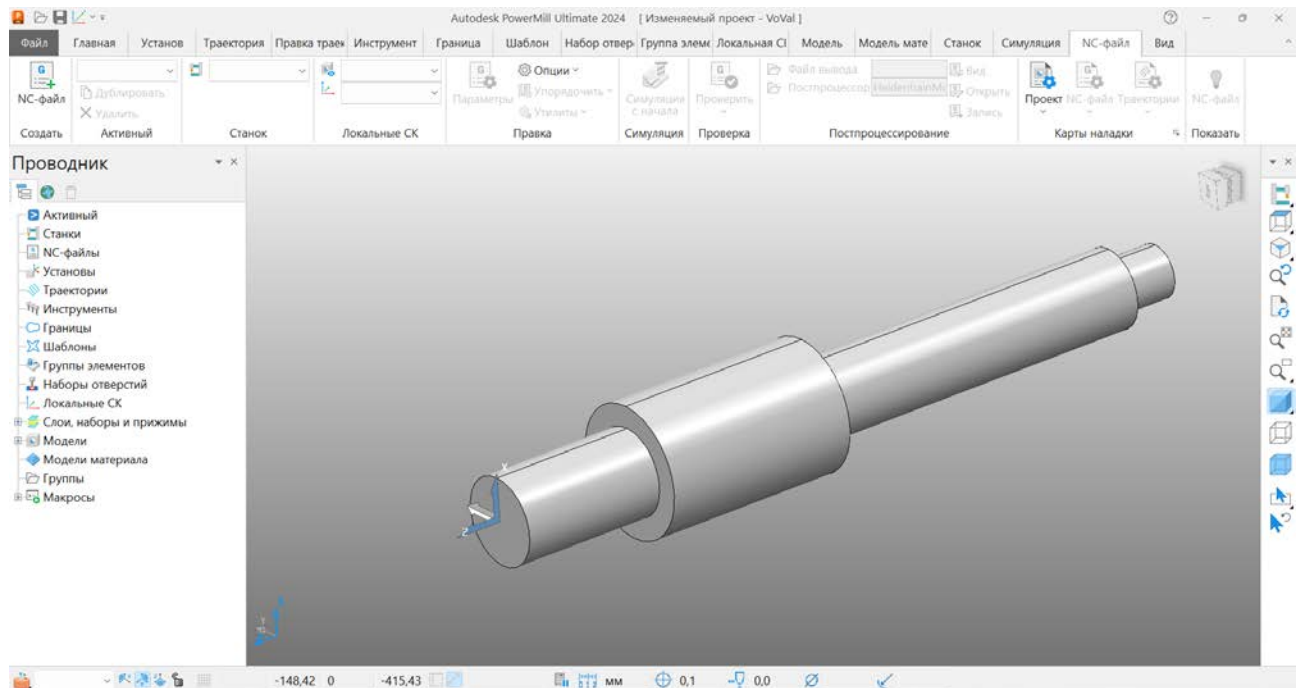 Autodesk PowerMill Ultimate 2024 [ Изменяемый проект - VoVal ]
Файл Главная Установ Траектория Правка траек Инструмент Граница Шаблон Набор отвер Группа элеме Локальная СІ Модель Модель мате Станок Симуляция NC-файл Вид
NC-файл
Дублировать
Удалить
Параметры
Опции
Упорядочить
Утилиты
Симуляция с начала
Проверить
Файл вывода
Постпроцессор
Вид
Открыть
Запись
Проект
NC-файл
Траектории
NC-файл
Создать Активный Станок Локальные СК Правка Симуляция Проверка Постпроцессирование Карты наладки Показать
Проводник
Активный
Станки
NC-файлы
Установы
Траектории
Инструменты
Границы
Шаблоны
Группы элементов
Наборы отверстий
Локальные СК
Слои, наборы и прижимы
Модели
Модели материала
Группы
Макросы
X
Z
Y
-148,42 0 -415,43 мм 0,1 0,0